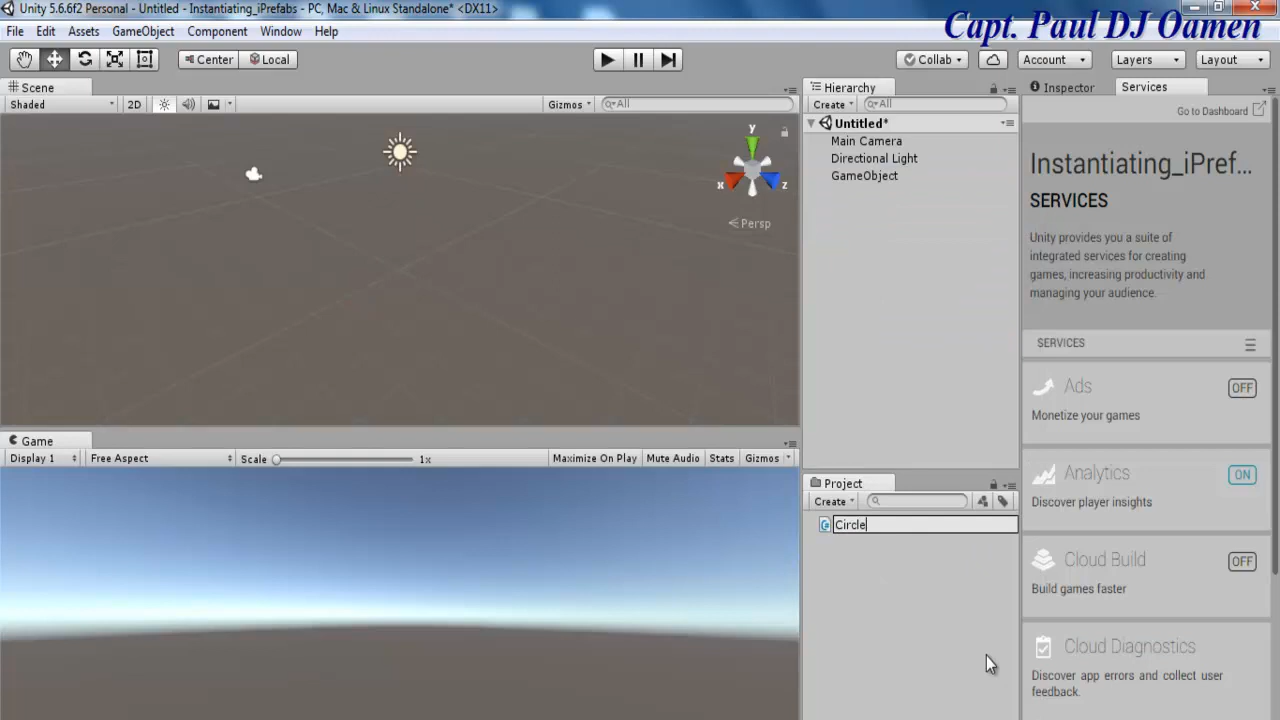 Unity 5.6.6f2 Personal - Untitled - Instantiating_iPrefabs - PC, Mac & Linux Standalone* <DX11>
Capt. Paul DJ Oamen
File Edit Assets GameObject Component Window Help
Center Local Collab Account Layers Layout
Scene
Shaded 2D Gizmos All
y
x z
Persp
Hierarchy
Create All
Untitled*
Main Camera
Directional Light
GameObject
Inspector Services
Go to Dashboard
Instantiating_iPref...
SERVICES
Unity provides you a suite of
integrated services for creating
games, increasing productivity and
managing your audience.
SERVICES
Ads OFF
Monetize your games
Analytics ON
Discover player insights
Cloud Build OFF
Build games faster
Cloud Diagnostics
Discover app errors and collect user
feedback.
Game
Display 1 Free Aspect Scale 1x Maximize On Play Mute Audio Stats Gizmos
Project
Create
Circle